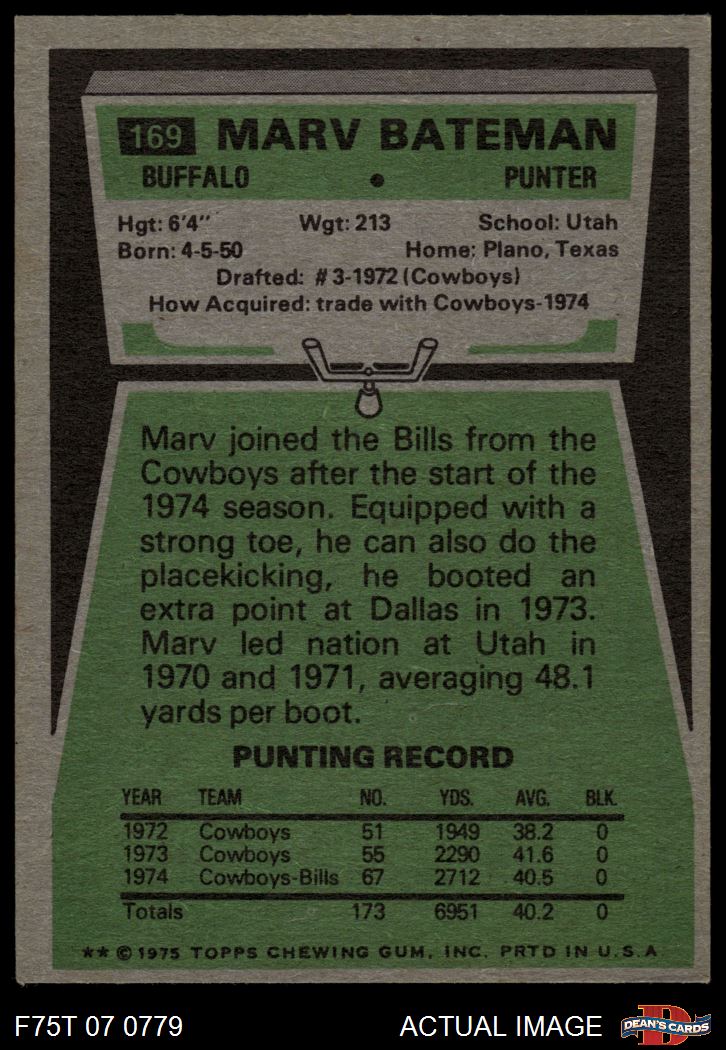 169 MARV BATEMAN
BUFFALO • PUNTER
Hgt: 6'4" Wgt: 213 School: Utah
Born: 4-5-50 Home: Plano, Texas
Drafted: #3-1972 (Cowboys)
How Acquired: trade with Cowboys-1974
Marv joined the Bills from the
Cowboys after the start of the
1974 season. Equipped with a
strong toe, he can also do the
placekicking, he booted an
extra point at Dallas in 1973.
Marv led nation at Utah in
1970 and 1971, averaging 48.1
yards per boot.
PUNTING RECORD
YEAR TEAM NO. YDS. AVG. BLK.
1972 Cowboys 51 1949 38.2 0
1973 Cowboys 55 2290 41.6 0
1974 Cowboys-Bills 67 2712 40.5 0
Totals 173 6951 40.2 0
** © 1975 TOPPS CHEWING GUM, INC. PRTD IN U.S.A
F75T 07 0779 ACTUAL IMAGE D DEAN'S CARDS